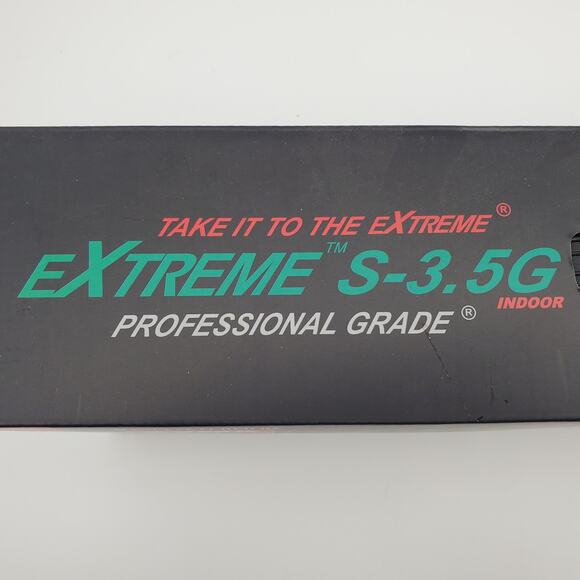 TAKE IT TO THE EXTREME®
EXTREME™ S-3.5G
INDOOR
PROFESSIONAL GRADE®